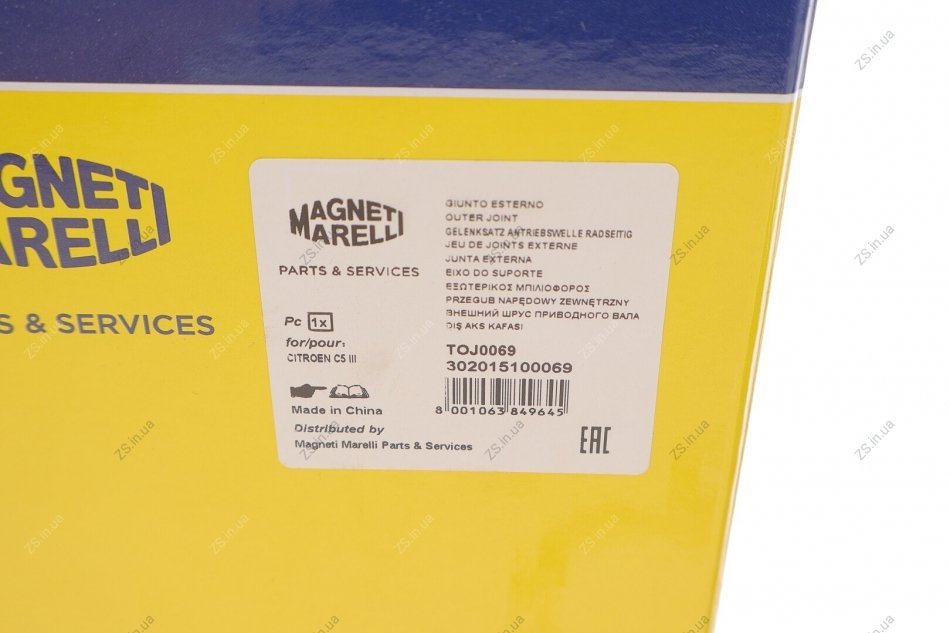 AGNETI
ARELLI
S & SERVICES
MAGNETI
MARELLI
PARTS & SERVICES
Pc 1x
for/pour:
CITROEN C5 III
Made in China
Distributed by
Magneti Marelli Parts & Services
GIUNTO ESTERNO
OUTER JOINT
GELENKSATZ ANTRIEBSWELLE RADSEITIG
JEU DE JOINTS EXTERNE
JUNTA EXTERNA
EIXO DO SUPORTE
ΕΞΩΤΕΡΙΚΟΣ ΜΠΙΛΙΟΦΟΡΟΣ
PRZEGUB NAPĘDOWY ZEWNĘTRZNY
ВНЕШНИЙ ШРУС ПРИВОДНОГО ВАЛА
DIŞ AKS KAFASI
TOJ0069
302015100069
8 001063 849645
EAC
ZS.in.ua